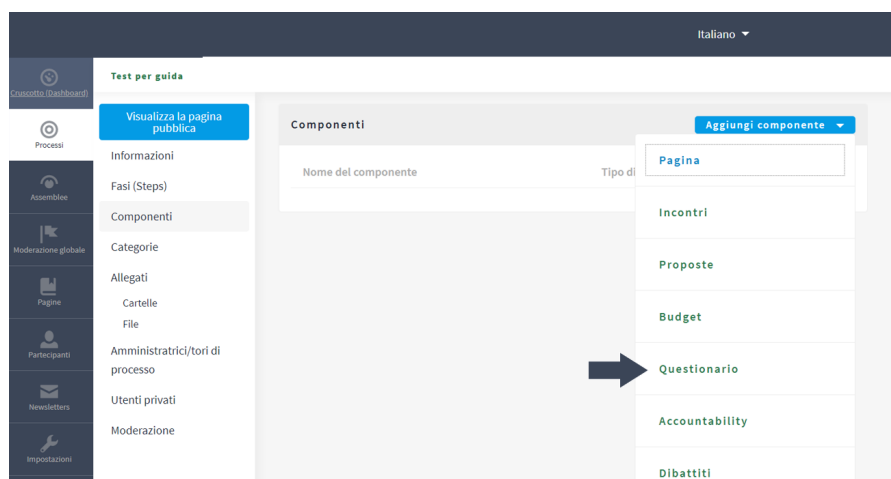 Italiano
Cruscotto (Dashboard)
Processi
Assemblee
Moderazione globale
Pagine
Partecipanti
Newsletters
Impostazioni
Test per guida
Visualizza la pagina
pubblica
Informazioni
Fasi (Steps)
Componenti
Categorie
Allegati
Cartelle
File
Amministratrici/tori di
processo
Utenti privati
Moderazione
Componenti
Aggiungi componente
Nome del componente
Tipo di
Pagina
Incontri
Proposte
Budget
Questionario
Accountability
Dibattiti